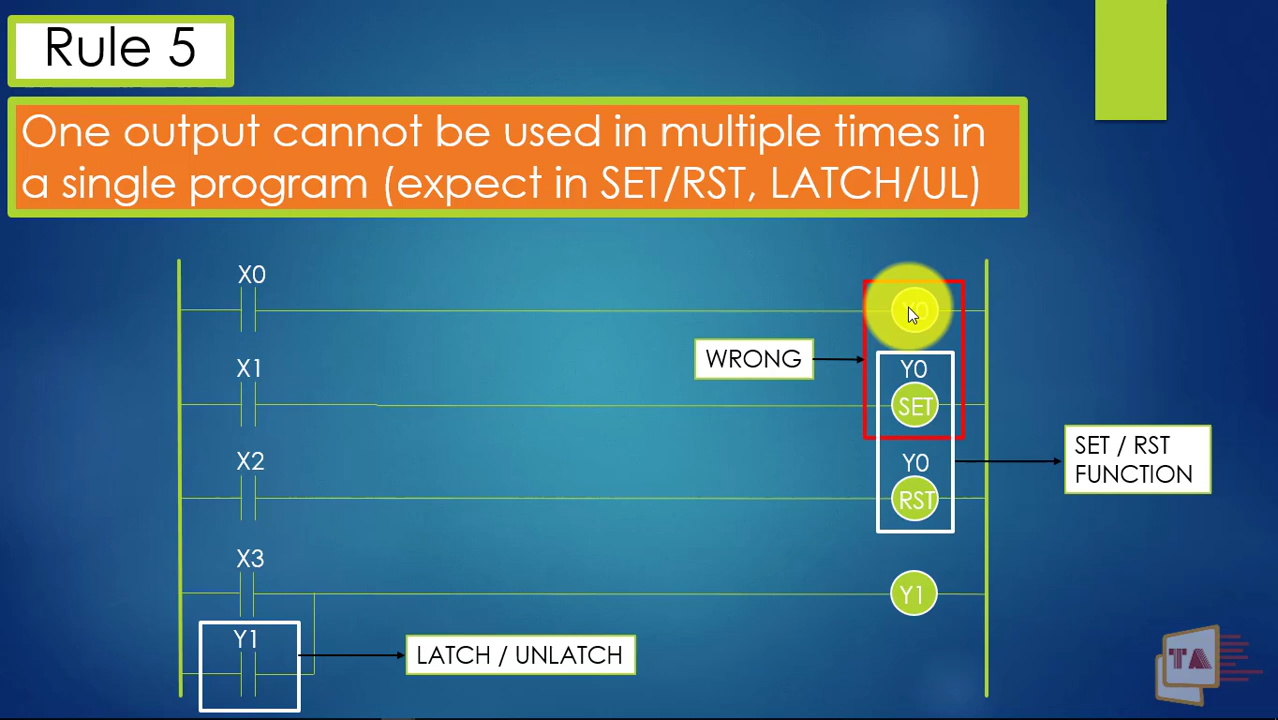 Rule 5
One output cannot be used in multiple times in
a single program (expect in SET/RST, LATCH/UL)
X0
Y0
X1
WRONG
Y0
SET
X2
Y0
RST
SET / RST
FUNCTION
X3
Y1
Y1
LATCH / UNLATCH
TA